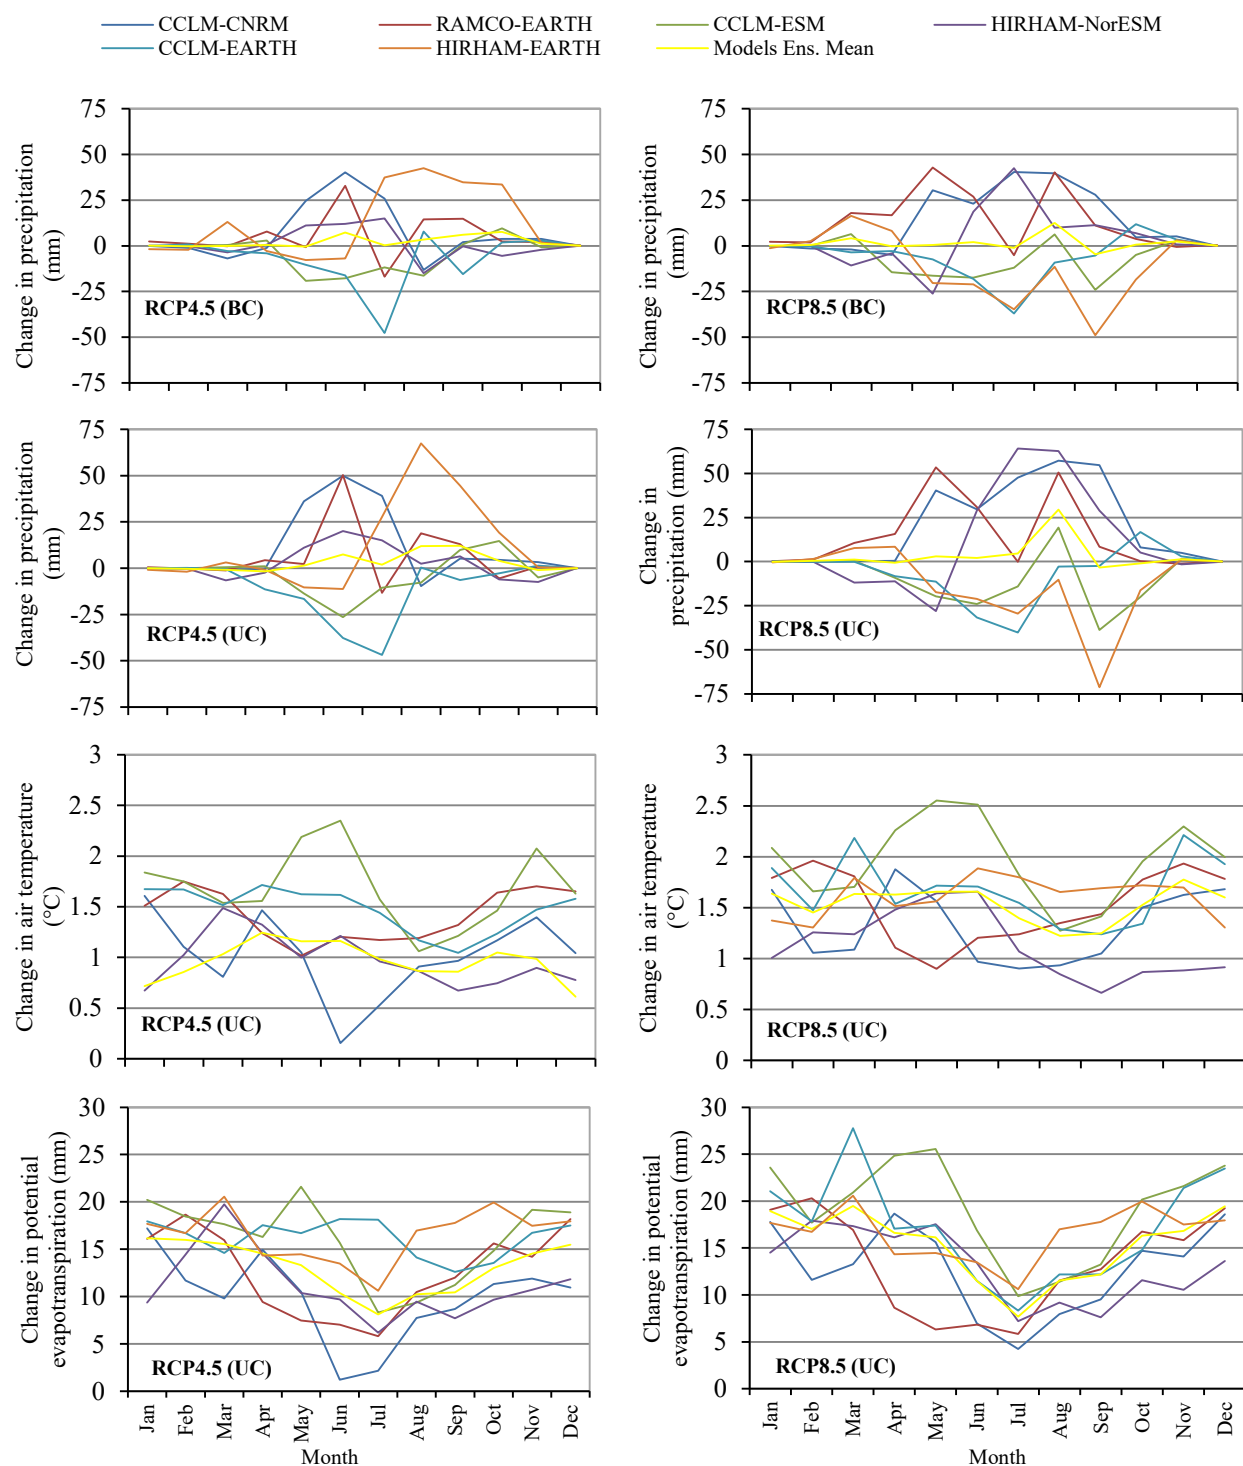 CCLM-CNRM RAMCO-EARTH CCLM-ESM HIRHAM-NorESM
CCLM-EARTH HIRHAM-EARTH Models Ens. Mean
Change in precipitation
(mm)
75
50
25
0
-25
-50
-75
RCP4.5 (BC)
Change in precipitation
(mm)
75
50
25
0
-25
-50
-75
RCP8.5 (BC)
Change in precipitation
(mm)
75
50
25
0
-25
-50
-75
RCP4.5 (UC)
Change in
precipitation (mm)
75
50
25
0
-25
-50
-75
RCP8.5 (UC)
Change in air temperature
(°C)
3
2.5
2
1.5
1
0.5
0
RCP4.5 (UC)
Change in air temperature
(°C)
3
2.5
2
1.5
1
0.5
0
RCP8.5 (UC)
Change in potential
evapotranspiration (mm)
30
25
20
15
10
5
0
RCP4.5 (UC)
Jan Feb Mar Apr May Jun Jul Aug Sep Oct Nov Dec
Month
Change in potential
evapotranspiration (mm)
30
25
20
15
10
5
0
RCP8.5 (UC)
Jan Feb Mar Apr May Jun Jul Aug Sep Oct Nov Dec
Month